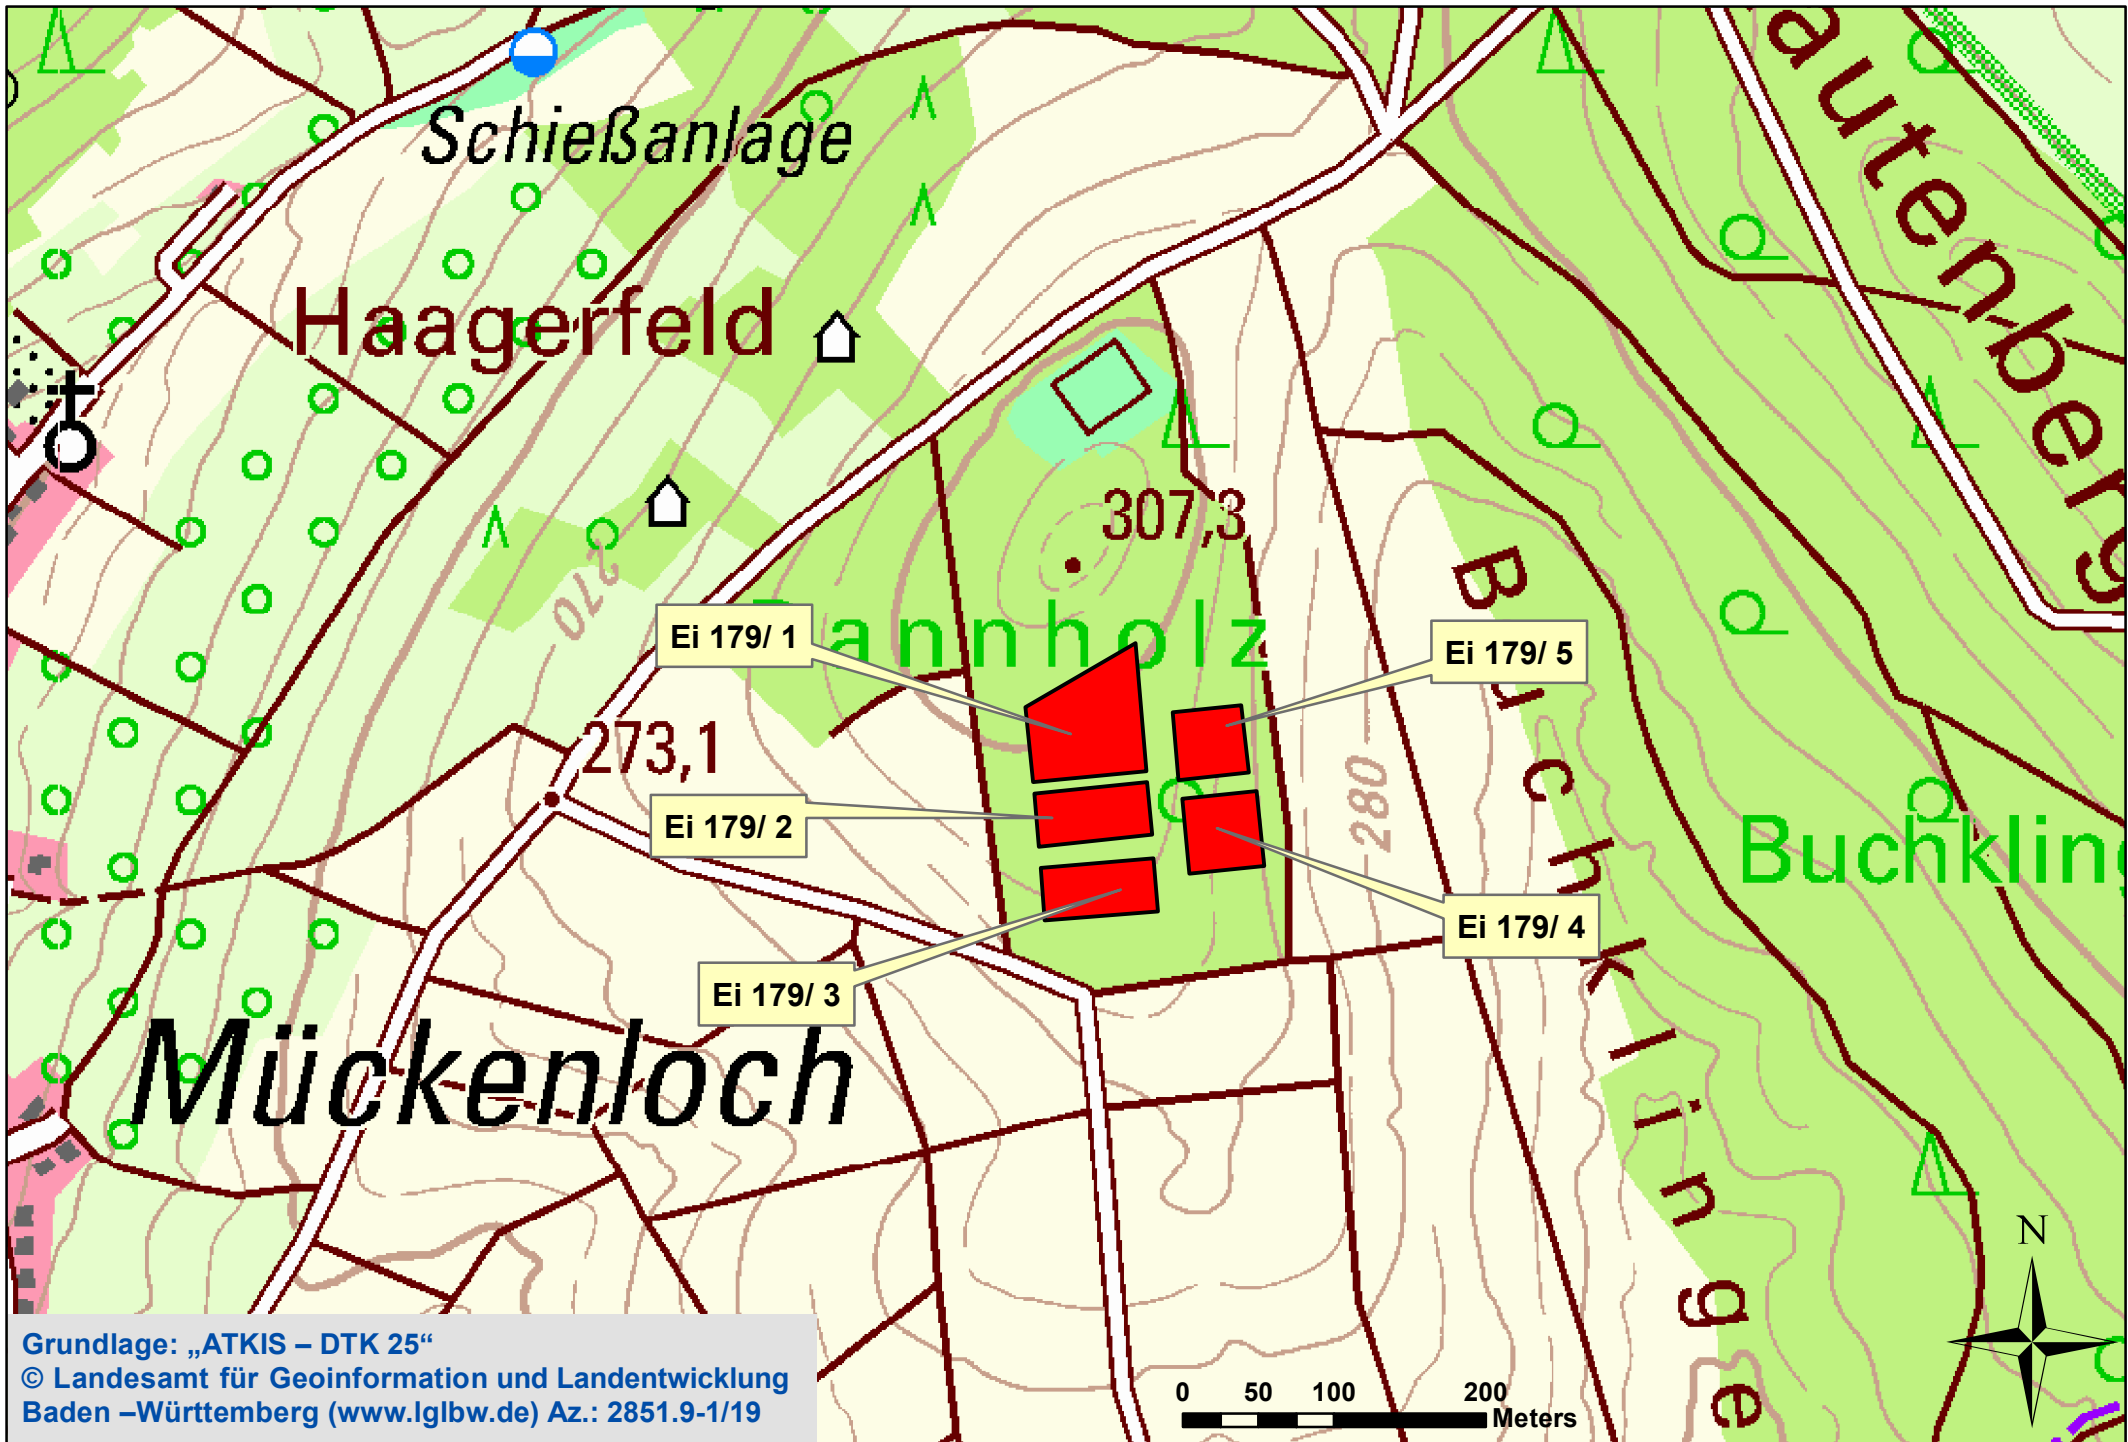 Schießanlage
Haagerfeld
307,3
270
Ei 179/ 1
annholz
Ei 179/ 5
273,1
Ei 179/ 2
280
Buchklinge
Ei 179/ 4
Ei 179/ 3
Mückenloch
N
0 50 100 200
Meters
Grundlage: „ATKIS – DTK 25“
© Landesamt für Geoinformation und Landentwicklung
Baden –Württemberg (www.lglbw.de) Az.: 2851.9-1/19
autenberg
Buchkling